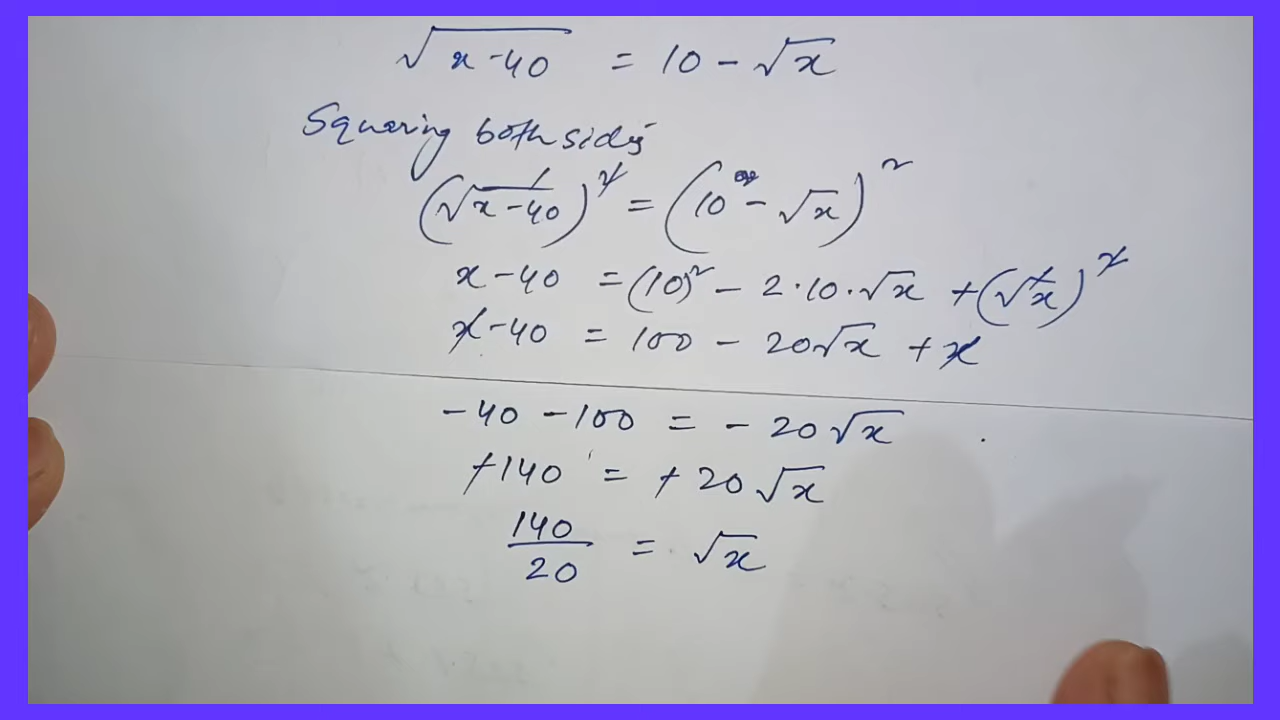 √(x-40) = 10 - √x
Squaring both sides
(√(x-40))² = (10 - √x)²
x - 40 = (10)² - 2·10·√x + (√x)²
x - 40 = 100 - 20√x + x
-40 - 100 = - 20√x
+140 = + 20√x
140/20 = √x